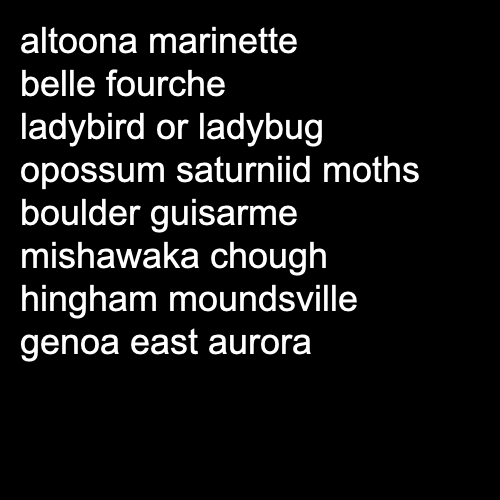 altoona marinette
belle fourche
ladybird or ladybug
opossum saturniid moths
boulder guisarme
mishawaka chough
hingham moundsville
genoa east aurora